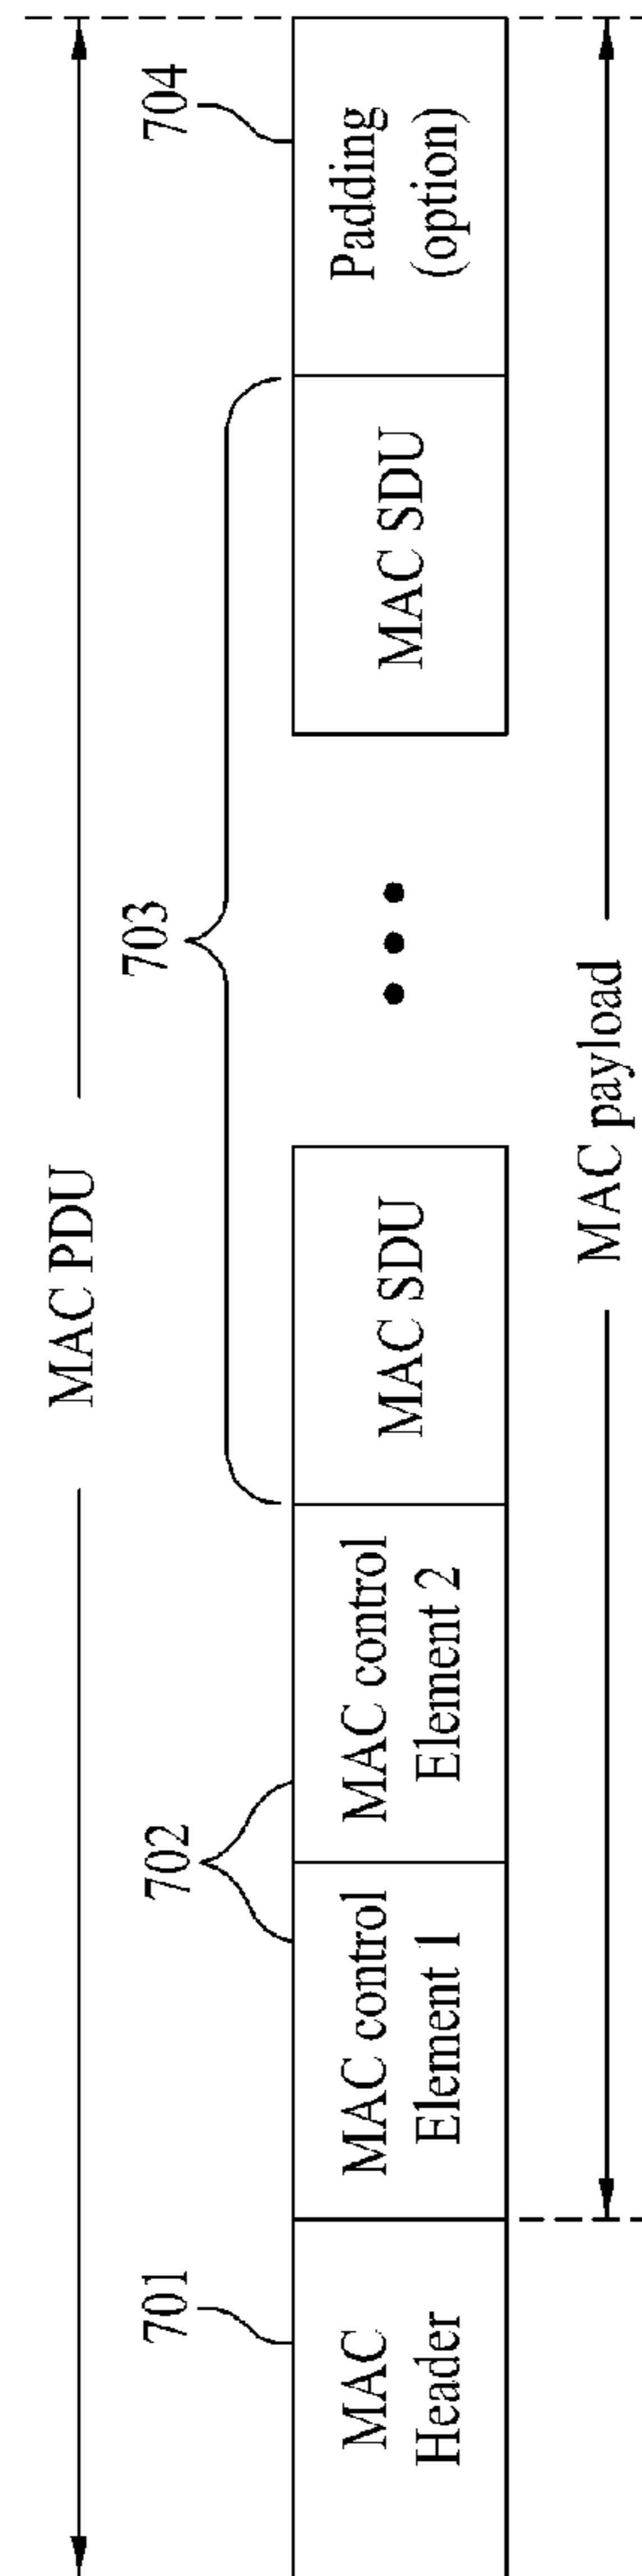 MAC PDU
701
702
703
704
MAC
Header
MAC control
Element 1
MAC control
Element 2
MAC SDU
MAC SDU
Padding
(option)
MAC payload